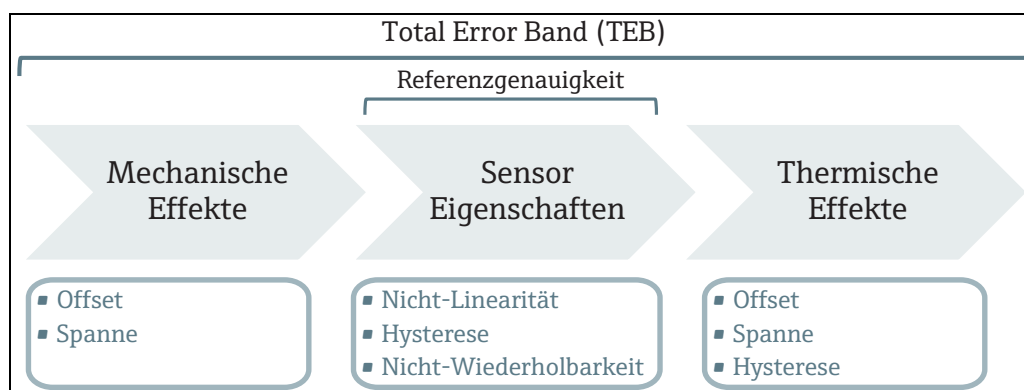 Total Error Band (TEB)
Referenzgenauigkeit
Mechanische
Effekte
Sensor
Eigenschaften
Thermische
Effekte
▪ Offset
▪ Spanne
▪ Nicht-Linearität
▪ Hysterese
▪ Nicht-Wiederholbarkeit
▪ Offset
▪ Spanne
▪ Hysterese